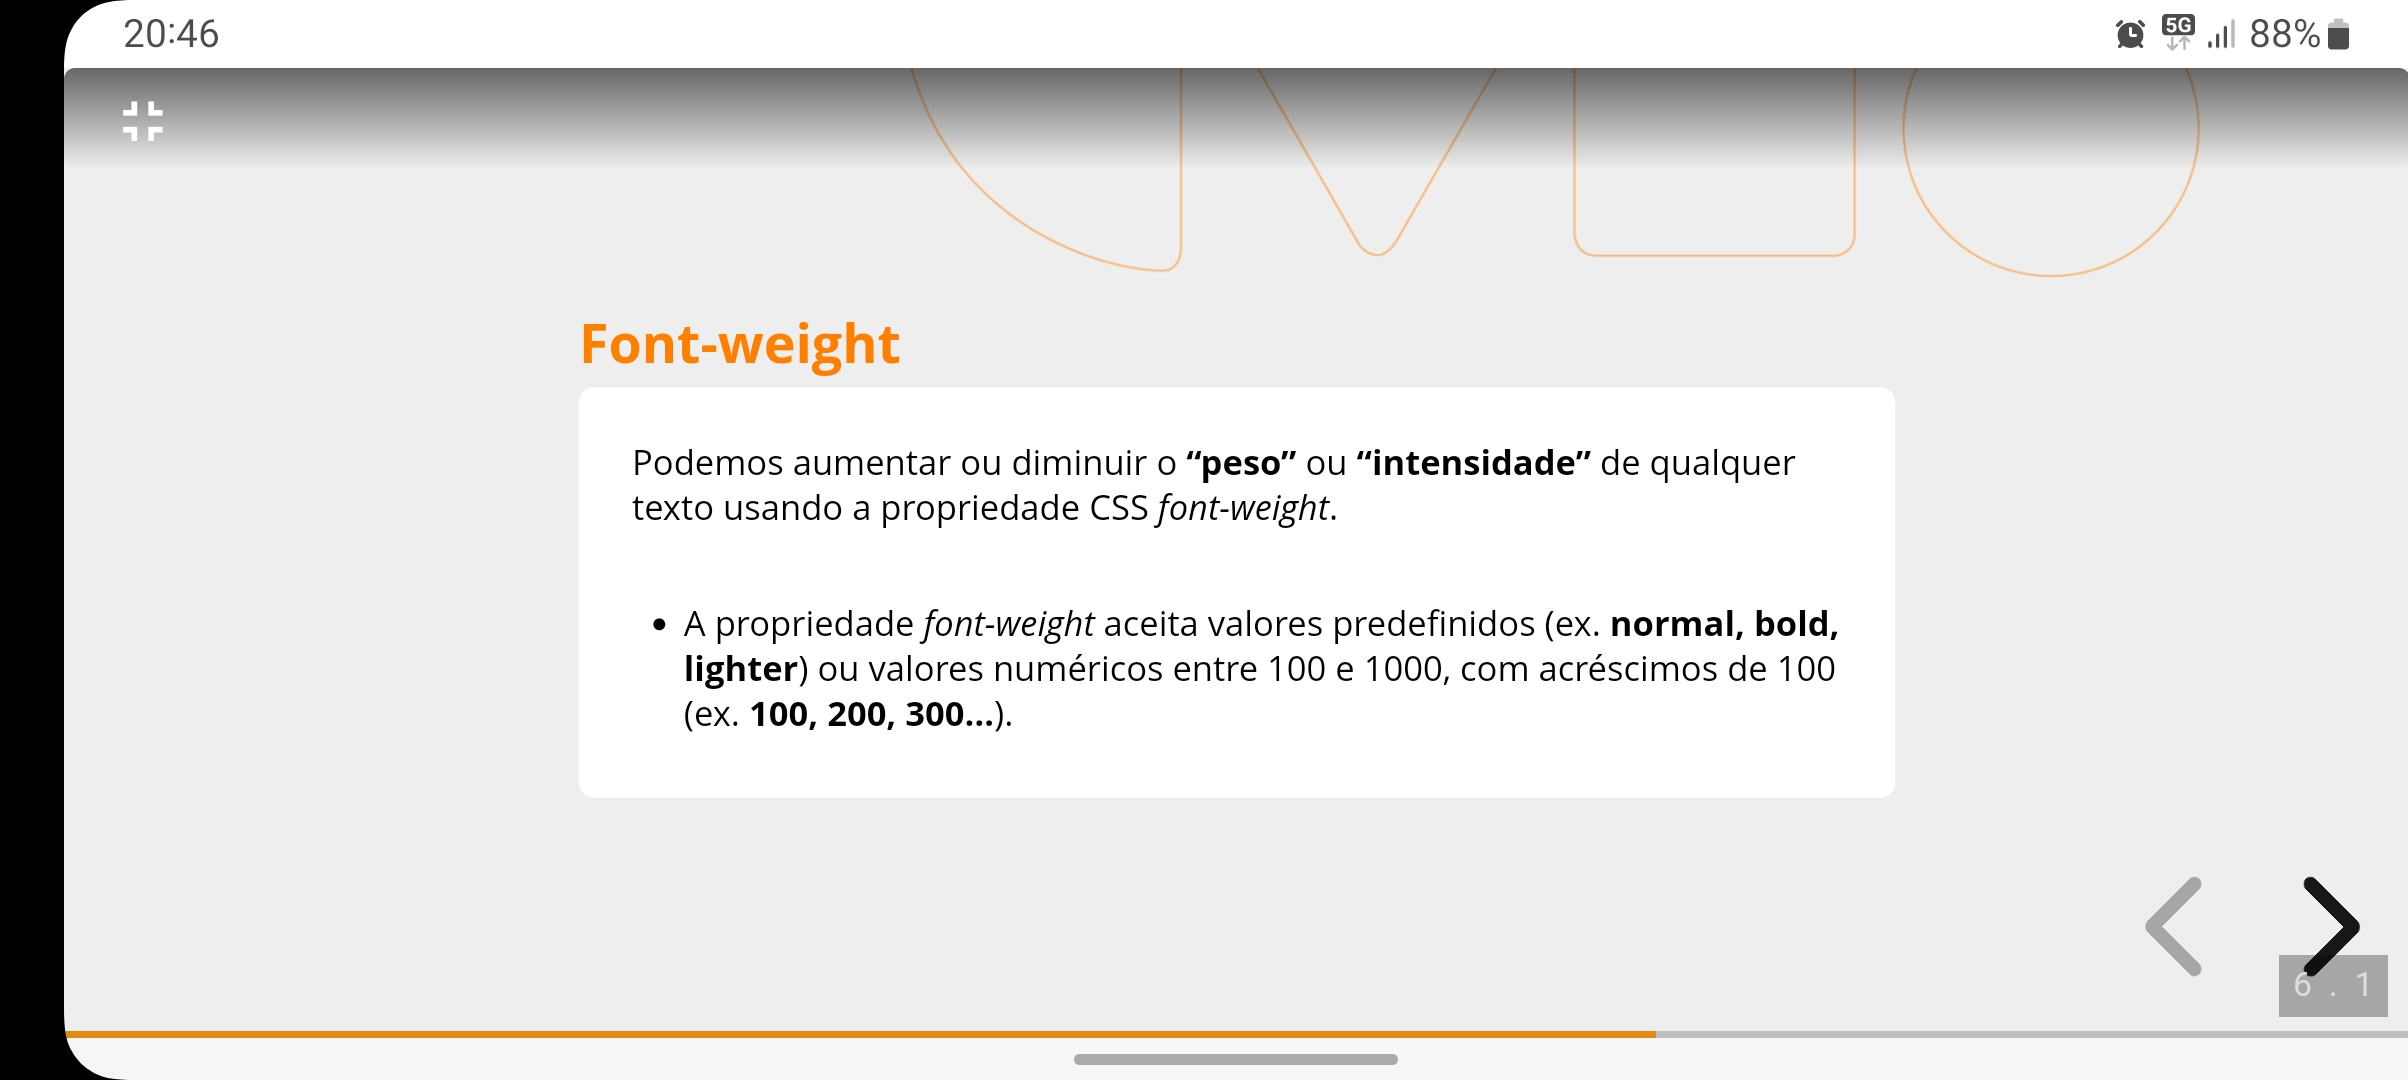 20:46
5G
88%
Font-weight
Podemos aumentar ou diminuir o “peso” ou “intensidade” de qualquer
texto usando a propriedade CSS font-weight.
• A propriedade font-weight aceita valores predefinidos (ex. normal, bold,
lighter) ou valores numéricos entre 100 e 1000, com acréscimos de 100
(ex. 100, 200, 300...).
6 . 1